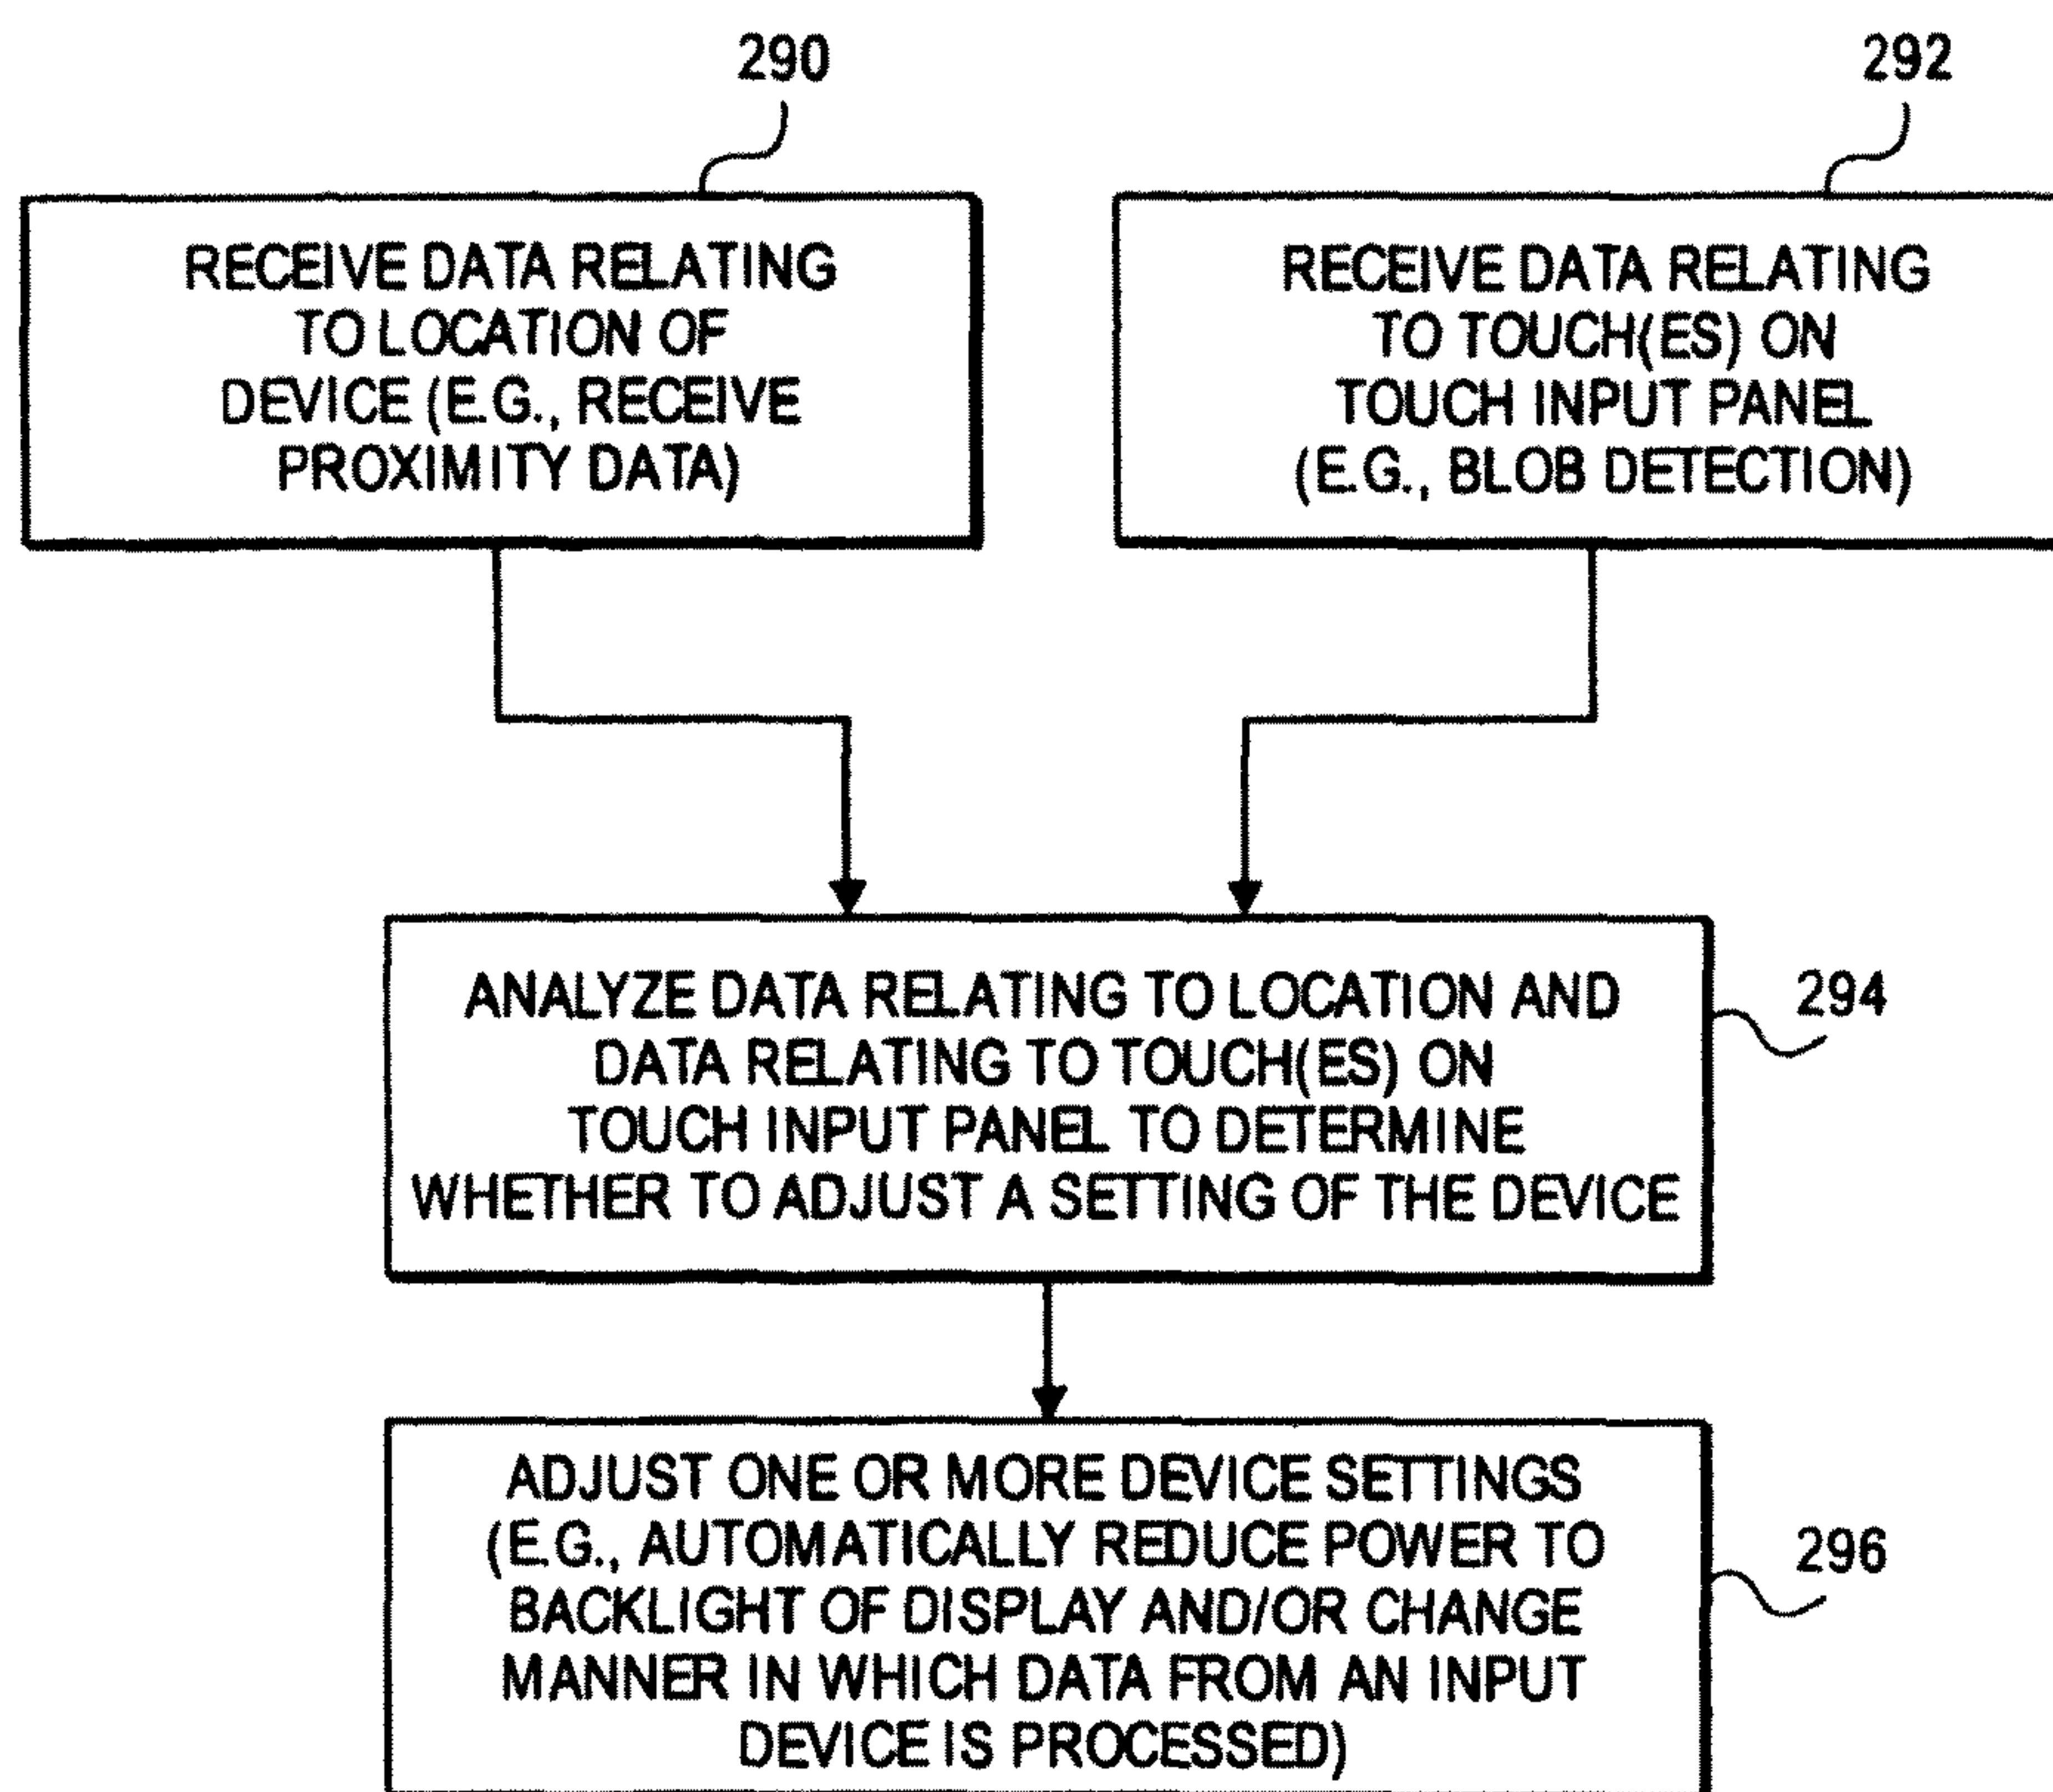 290
RECEIVE DATA RELATING
TO LOCATION OF
DEVICE (E.G., RECEIVE
PROXIMITY DATA)
292
RECEIVE DATA RELATING
TO TOUCH(ES) ON
TOUCH INPUT PANEL
(E.G., BLOB DETECTION)
ANALYZE DATA RELATING TO LOCATION AND
DATA RELATING TO TOUCH(ES) ON
TOUCH INPUT PANEL TO DETERMINE
WHETHER TO ADJUST A SETTING OF THE DEVICE
294
ADJUST ONE OR MORE DEVICE SETTINGS
(E.G., AUTOMATICALLY REDUCE POWER TO
BACKLIGHT OF DISPLAY AND/OR CHANGE
MANNER IN WHICH DATA FROM AN INPUT
DEVICE IS PROCESSED)
296